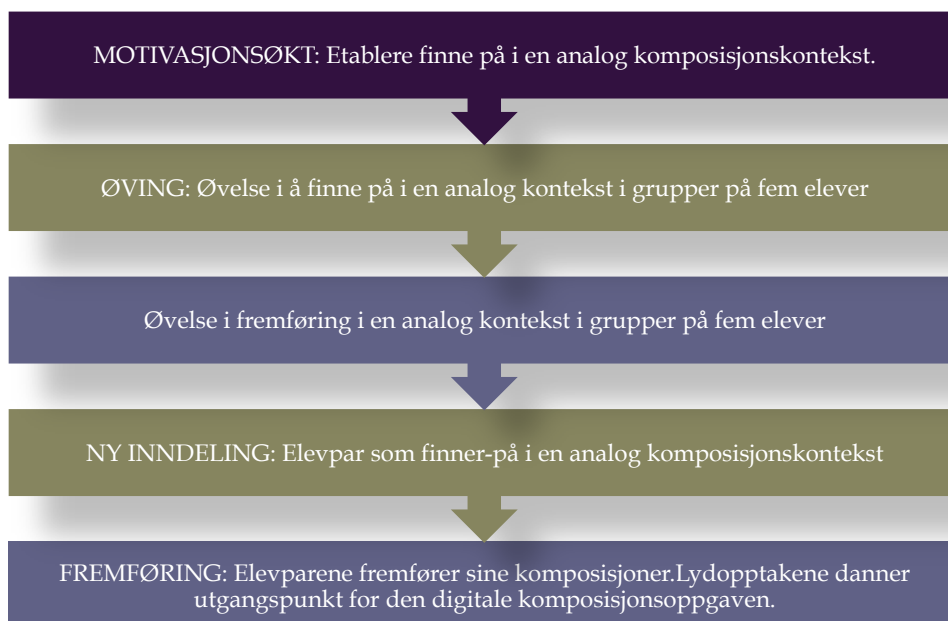 MOTIVASJONSØKT: Etablere finne på i en analog komposisjonskontekst.
ØVING: Øvelse i å finne på i en analog kontekst i grupper på fem elever
Øvelse i fremføring i en analog kontekst i grupper på fem elever
NY INNDELING: Elevpar som finner-på i en analog komposisjonskontekst
FREMFØRING: Elevparene fremfører sine komposisjoner.Lydopptakene danner
utgangspunkt for den digitale komposisjonsoppgaven.